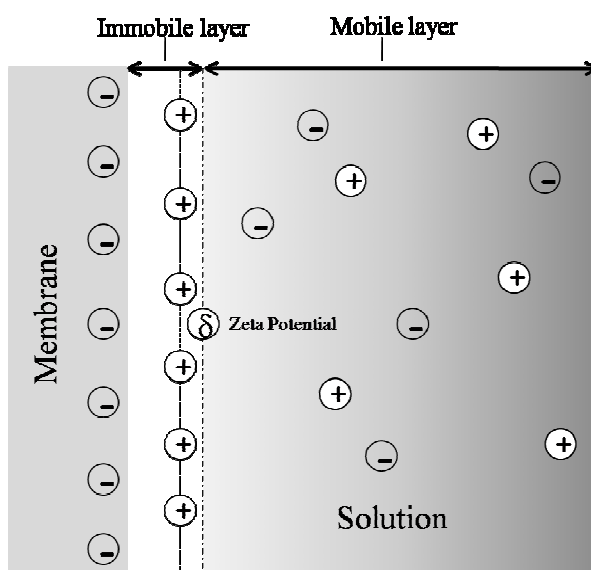 Immobile layer
Mobile layer
Membrane
δ Zeta Potential
Solution